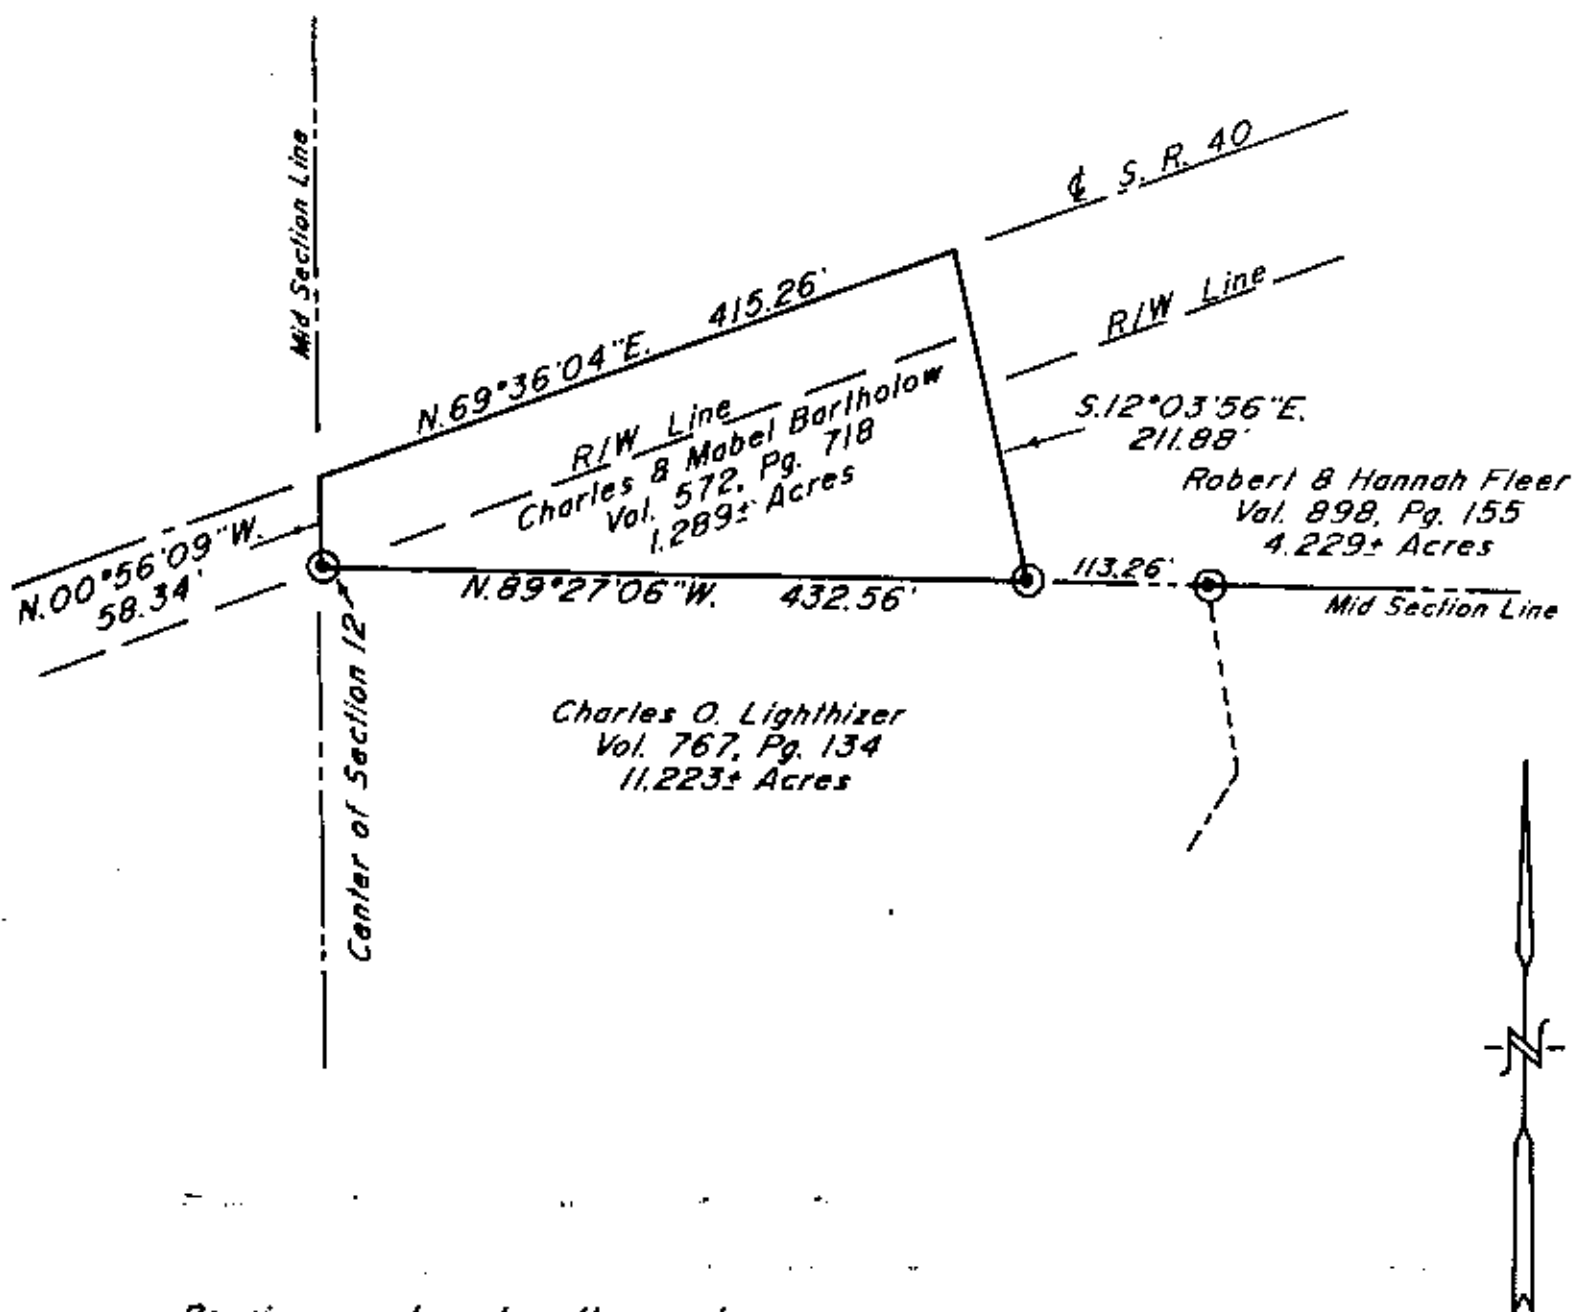 Mid Section Line
℄ S. R. 40
R/W Line
N.69°36'04"E. 415.26'
R/W Line
Charles & Mabel Bartholow
Vol. 572, Pg. 718
1.289± Acres
S.12°03'56"E.
211.88'
Robert & Hannah Fleer
Vol. 898, Pg. 155
4.229± Acres
N.00°56'09"W.
58.34'
N.89°27'06"W. 432.56'
113.26'
Mid Section Line
Center of Section 12
Charles O. Lighthizer
Vol. 767, Pg. 134
11.223± Acres
N